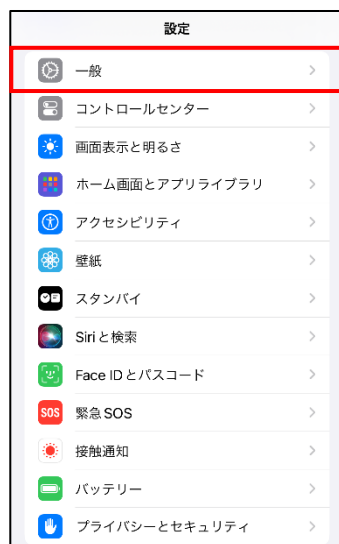 設定
一般
コントロールセンター
画面表示と明るさ
ホーム画面とアプリライブラリ
アクセシビリティ
壁紙
スタンバイ
Siriと検索
Face IDとパスコード
SOS 緊急SOS
接触通知
バッテリー
プライバシーとセキュリティ